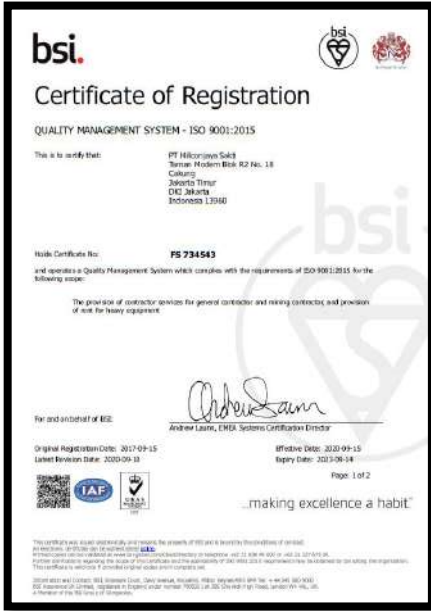 bsi.
bsi
Certificate of Registration
QUALITY MANAGEMENT SYSTEM - ISO 9001:2015
This is to certify that:
PT Milconjaya Sakti
Taman Modern Blok R2 No. 18
Cakung
Jakarta Timur
DKI Jakarta
Indonesia 13960
Holds Certificate No:
FS 734543
and operates a Quality Management System which complies with the requirements of ISO 9001:2015 for the
following scope:
The provision of contractor services for general contractor and mining contractor, and provision
of rent for heavy equipment
For and on behalf of BSI:
Andrew Launn, EMEA Systems Certification Director
Original Registration Date: 2017-09-15
Effective Date: 2020-09-15
Latest Revision Date: 2020-09-10
Expiry Date: 2023-09-14
Page: 1 of 2
IAF
UKAS
...making excellence a habit.™
bsi